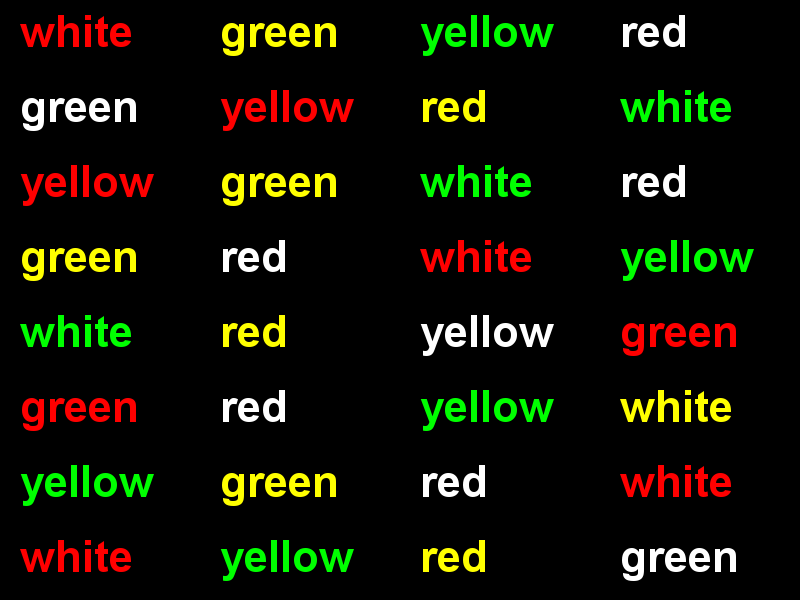 white green yellow red
green yellow red white
yellow green white red
green red white yellow
white red yellow green
green red yellow white
yellow green red white
white yellow red green